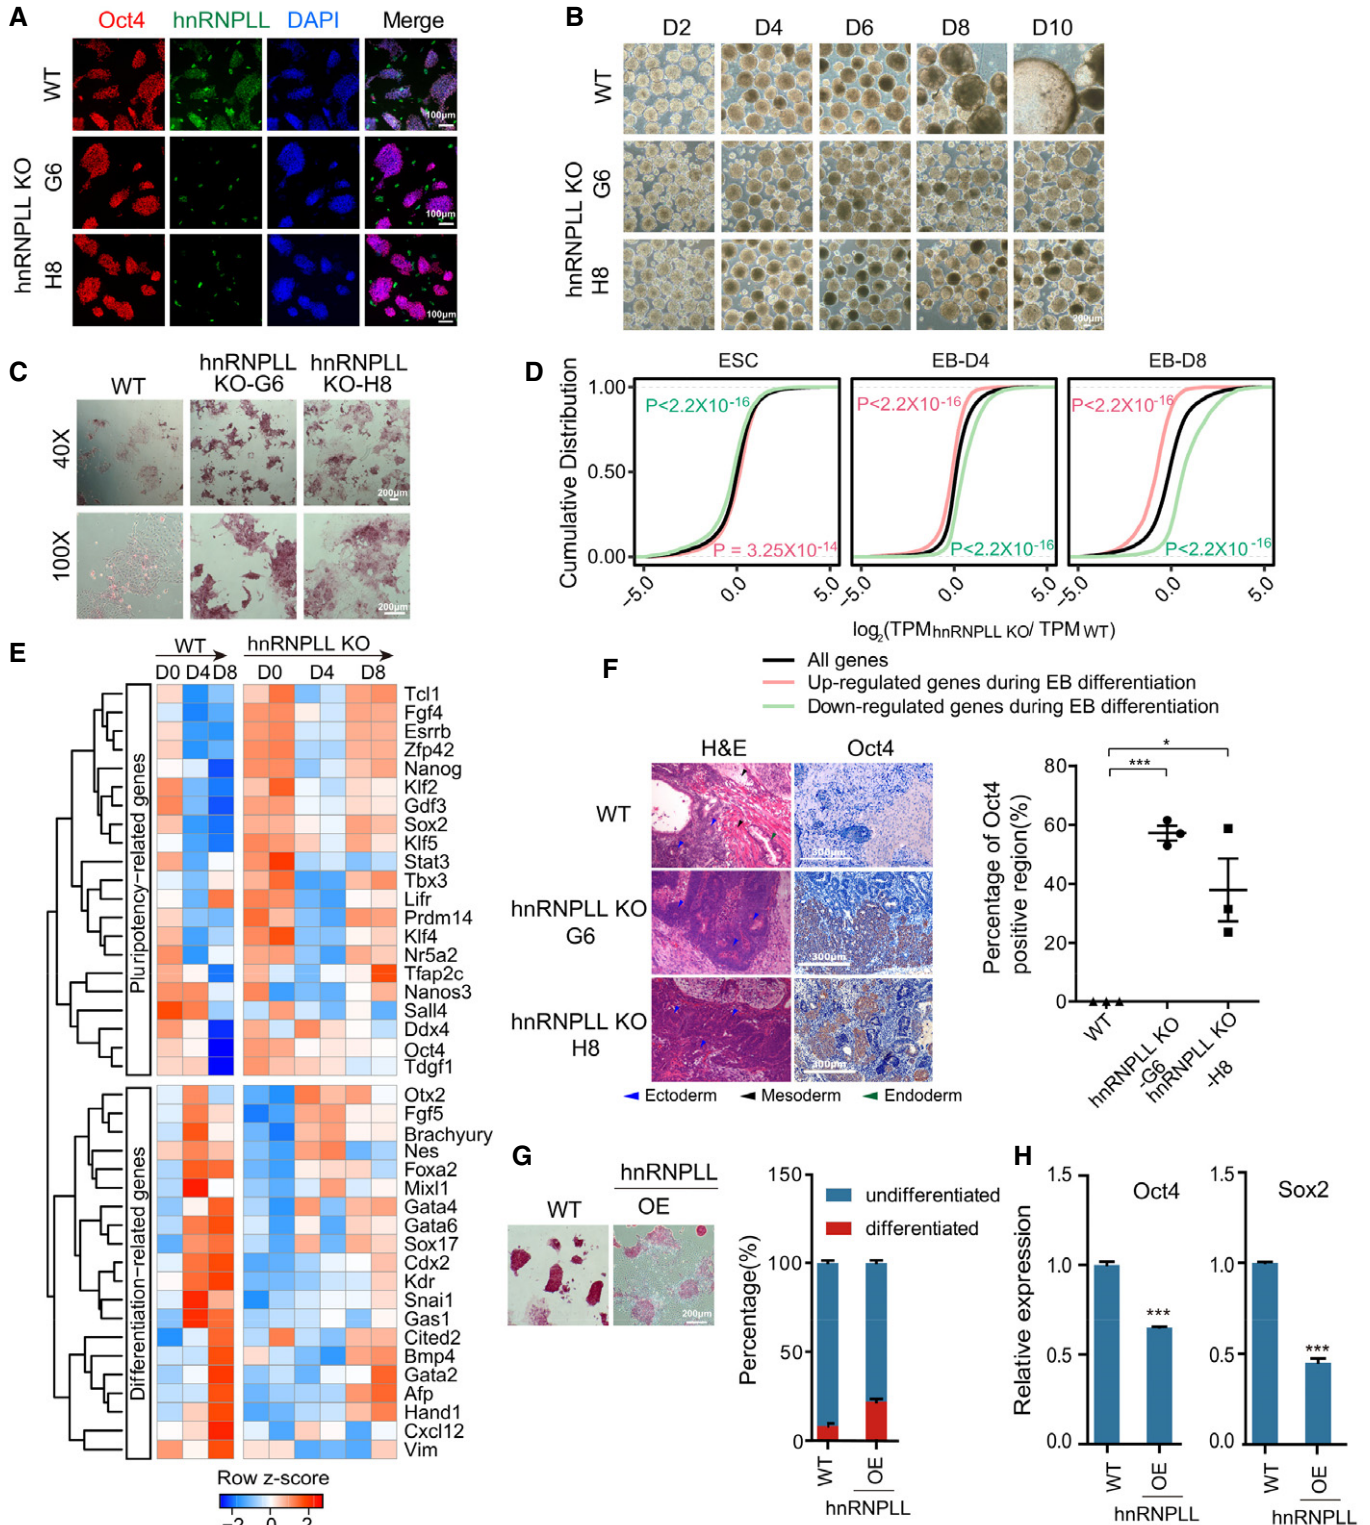 A
Oct4 hnRNPLL DAPI Merge
WT
hnRNPLL KO
G6
H8
100μm
100μm
100μm
B
D2 D4 D6 D8 D10
WT
hnRNPLL KO
G6
H8
200μm
C
WT
hnRNPLL
KO-G6
hnRNPLL
KO-H8
40X
100X
200μm
200μm
D
ESC EB-D4 EB-D8
Cumulative Distribution
1.00
0.50
0.00
P<2.2X10-16
P = 3.25X10-14
P<2.2X10-16
P<2.2X10-16
P<2.2X10-16
P<2.2X10-16
-5.0 0.0 5.0 -5.0 0.0 5.0 -5.0 0.0 5.0
log2(TPMhnRNPLL KO/ TPMWT)
All genes
Up-regulated genes during EB differentiation
Down-regulated genes during EB differentiation
E
WT hnRNPLL KO
D0 D4 D8 D0 D4 D8
Pluripotency-related genes
Tcl1
Fgf4
Esrrb
Zfp42
Nanog
Klf2
Gdf3
Sox2
Klf5
Stat3
Tbx3
Lifr
Prdm14
Klf4
Nr5a2
Tfap2c
Nanos3
Sall4
Ddx4
Oct4
Tdgf1
Differentiation-related genes
Otx2
Fgf5
Brachyury
Nes
Foxa2
Mixl1
Gata4
Gata6
Sox17
Cdx2
Kdr
Snai1
Gas1
Cited2
Bmp4
Gata2
Afp
Hand1
Cxcl12
Vim
Row z-score
-2 0 2
F
H&E Oct4
WT
hnRNPLL KO
G6
hnRNPLL KO
H8
300μm
300μm
300μm
Ectoderm Mesoderm Endoderm
Percentage of Oct4
positive region(%)
80
60
40
20
0
***
*
WT
hnRNPLL KO
-G6
hnRNPLL KO
-H8
G
WT
hnRNPLL
OE
200μm
Percentage(%)
150
100
50
0
undifferentiated
differentiated
WT
OE
hnRNPLL
H
Relative expression
1.5
1.0
0.5
0.0
Oct4
***
WT
OE
hnRNPLL
1.5
1.0
0.5
0.0
Sox2
***
WT
OE
hnRNPLL